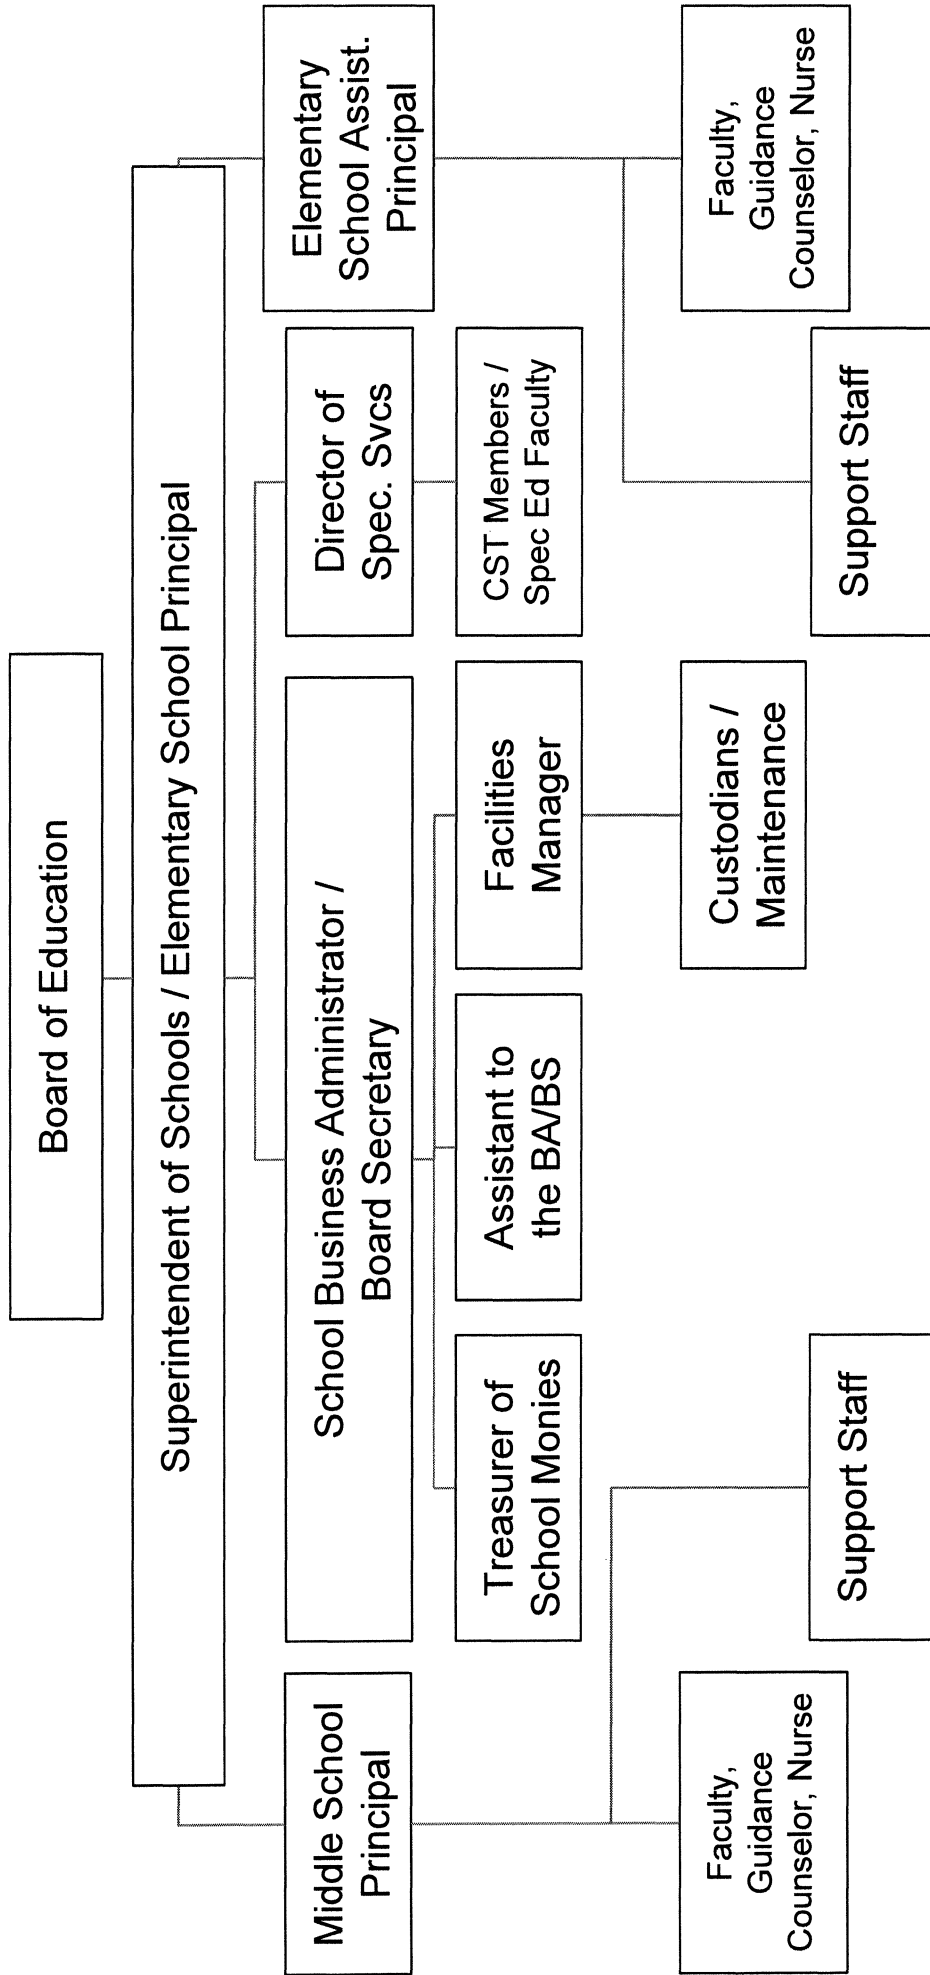 Board of Education
Superintendent of Schools / Elementary School Principal
Middle School
Principal
School Business Administrator /
Board Secretary
Director of
Spec. Svcs
Elementary
School Assist.
Principal
Treasurer of
School Monies
Assistant to
the BA/BS
Facilities
Manager
CST Members /
Spec Ed Faculty
Faculty,
Guidance
Counselor, Nurse
Custodians /
Maintenance
Faculty,
Guidance
Counselor, Nurse
Support Staff
Support Staff